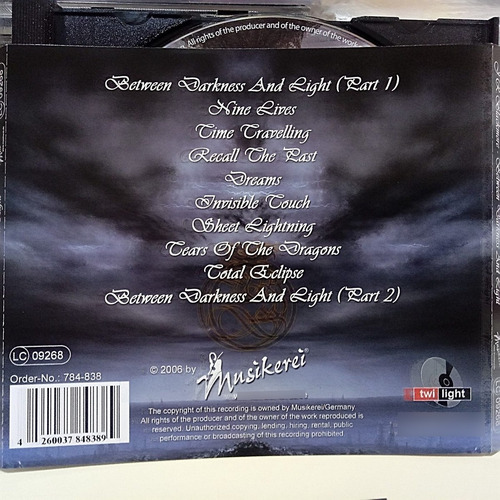 All rights of the producer and of the owner of the work
Between Darkness And Light (Part 1)
Nine Lives
Time Travelling
Recall The Past
Dreams
Invisible Touch
Sheet Lightning
Tears Of The Dragons
Total Eclipse
Between Darkness And Light (Part 2)
LC 09268
Order-No.: 784-838
4 260037 848389
© 2006 by Musikerei
The copyright of this recording is owned by Musikerei/Germany.
All rights of the producer and of the owner of the work reproduced is
reserved. Unauthorized copying, lending, hiring, rental, public
performance or broadcasting of this recording prohibited
twilight